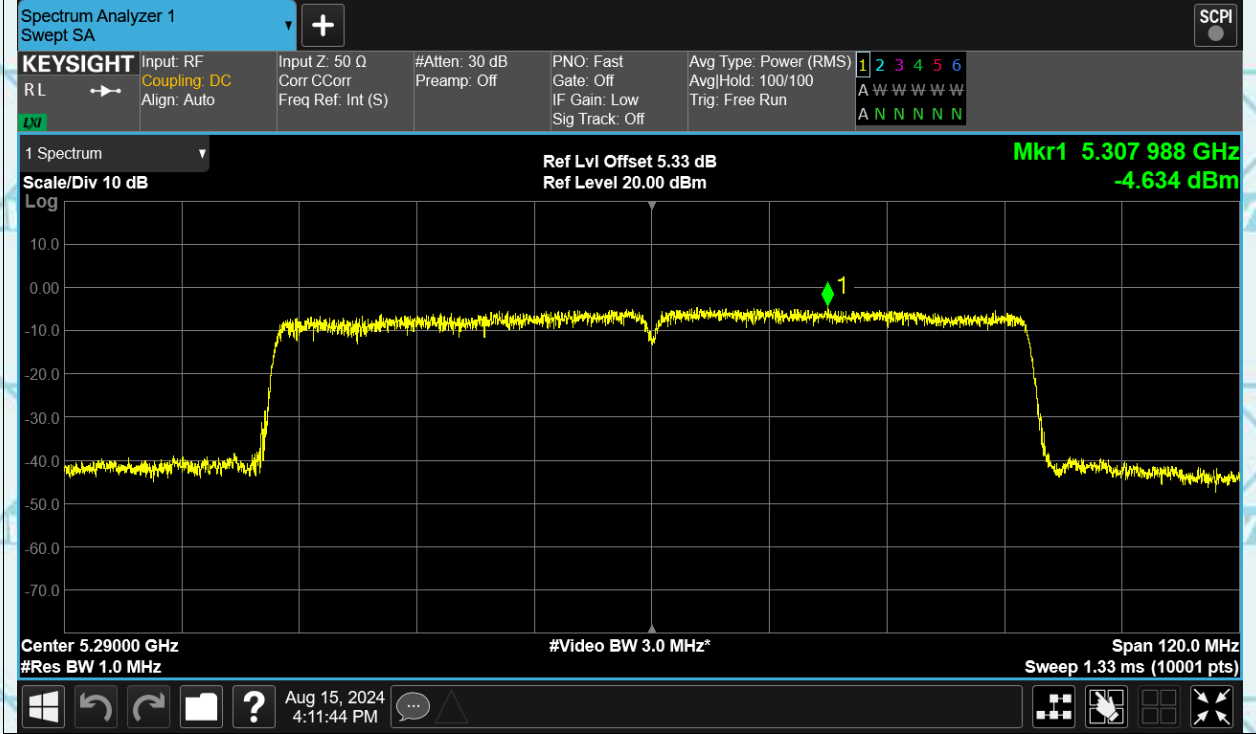 Spectrum Analyzer 1
Swept SA
SCPI
KEYSIGHT
RL
LXI
Input: RF
Coupling: DC
Align: Auto
Input Z: 50 Ω
Corr CCorr
Freq Ref: Int (S)
#Atten: 30 dB
Preamp: Off
PNO: Fast
Gate: Off
IF Gain: Low
Sig Track: Off
Avg Type: Power (RMS)
Avg|Hold: 100/100
Trig: Free Run
1 2 3 4 5 6
A W W W W W
A N N N N N
1 Spectrum
Scale/Div 10 dB
Log
Ref Lvl Offset 5.33 dB
Ref Level 20.00 dBm
Mkr1 5.307 988 GHz
-4.634 dBm
10.0
0.00
1
-10.0
-20.0
-30.0
-40.0
-50.0
-60.0
-70.0
Center 5.29000 GHz
#Res BW 1.0 MHz
#Video BW 3.0 MHz*
Span 120.0 MHz
Sweep 1.33 ms (10001 pts)
?
Aug 15, 2024
4:11:44 PM